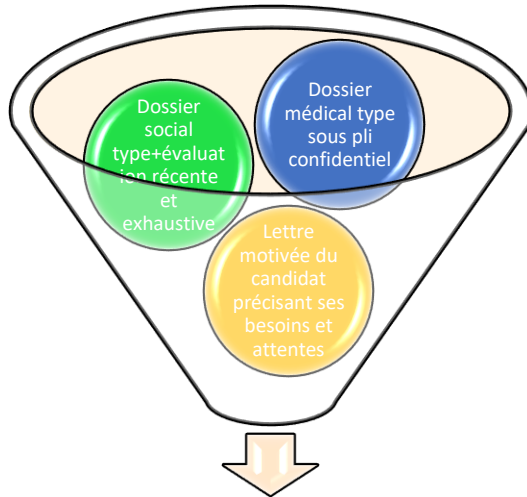 Dossier
social
type+évaluat
ion récente
et
exhaustive
Dossier
médical type
sous pli
confidentiel
Lettre
motivée du
candidat
précisant ses
besoins et
attentes